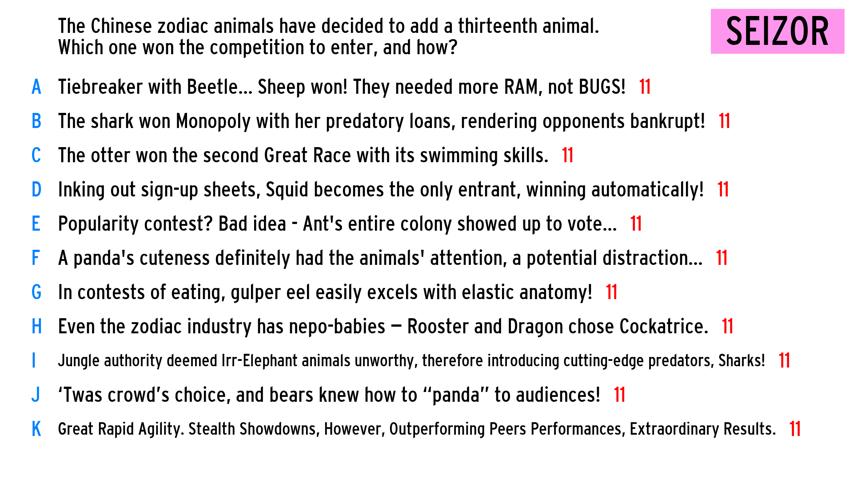 The Chinese zodiac animals have decided to add a thirteenth animal.
Which one won the competition to enter, and how?
SEIZOR
A Tiebreaker with Beetle... Sheep won! They needed more RAM, not BUGS! 11
B The shark won Monopoly with her predatory loans, rendering opponents bankrupt! 11
C The otter won the second Great Race with its swimming skills. 11
D Inking out sign-up sheets, Squid becomes the only entrant, winning automatically! 11
E Popularity contest? Bad idea - Ant's entire colony showed up to vote... 11
F A panda's cuteness definitely had the animals' attention, a potential distraction... 11
G In contests of eating, gulper eel easily excels with elastic anatomy! 11
H Even the zodiac industry has nepo-babies – Rooster and Dragon chose Cockatrice. 11
I Jungle authority deemed Irr-Elephant animals unworthy, therefore introducing cutting-edge predators, Sharks! 11
J ‘Twas crowd’s choice, and bears knew how to “panda” to audiences! 11
K Great Rapid Agility. Stealth Showdowns, However, Outperforming Peers Performances, Extraordinary Results. 11